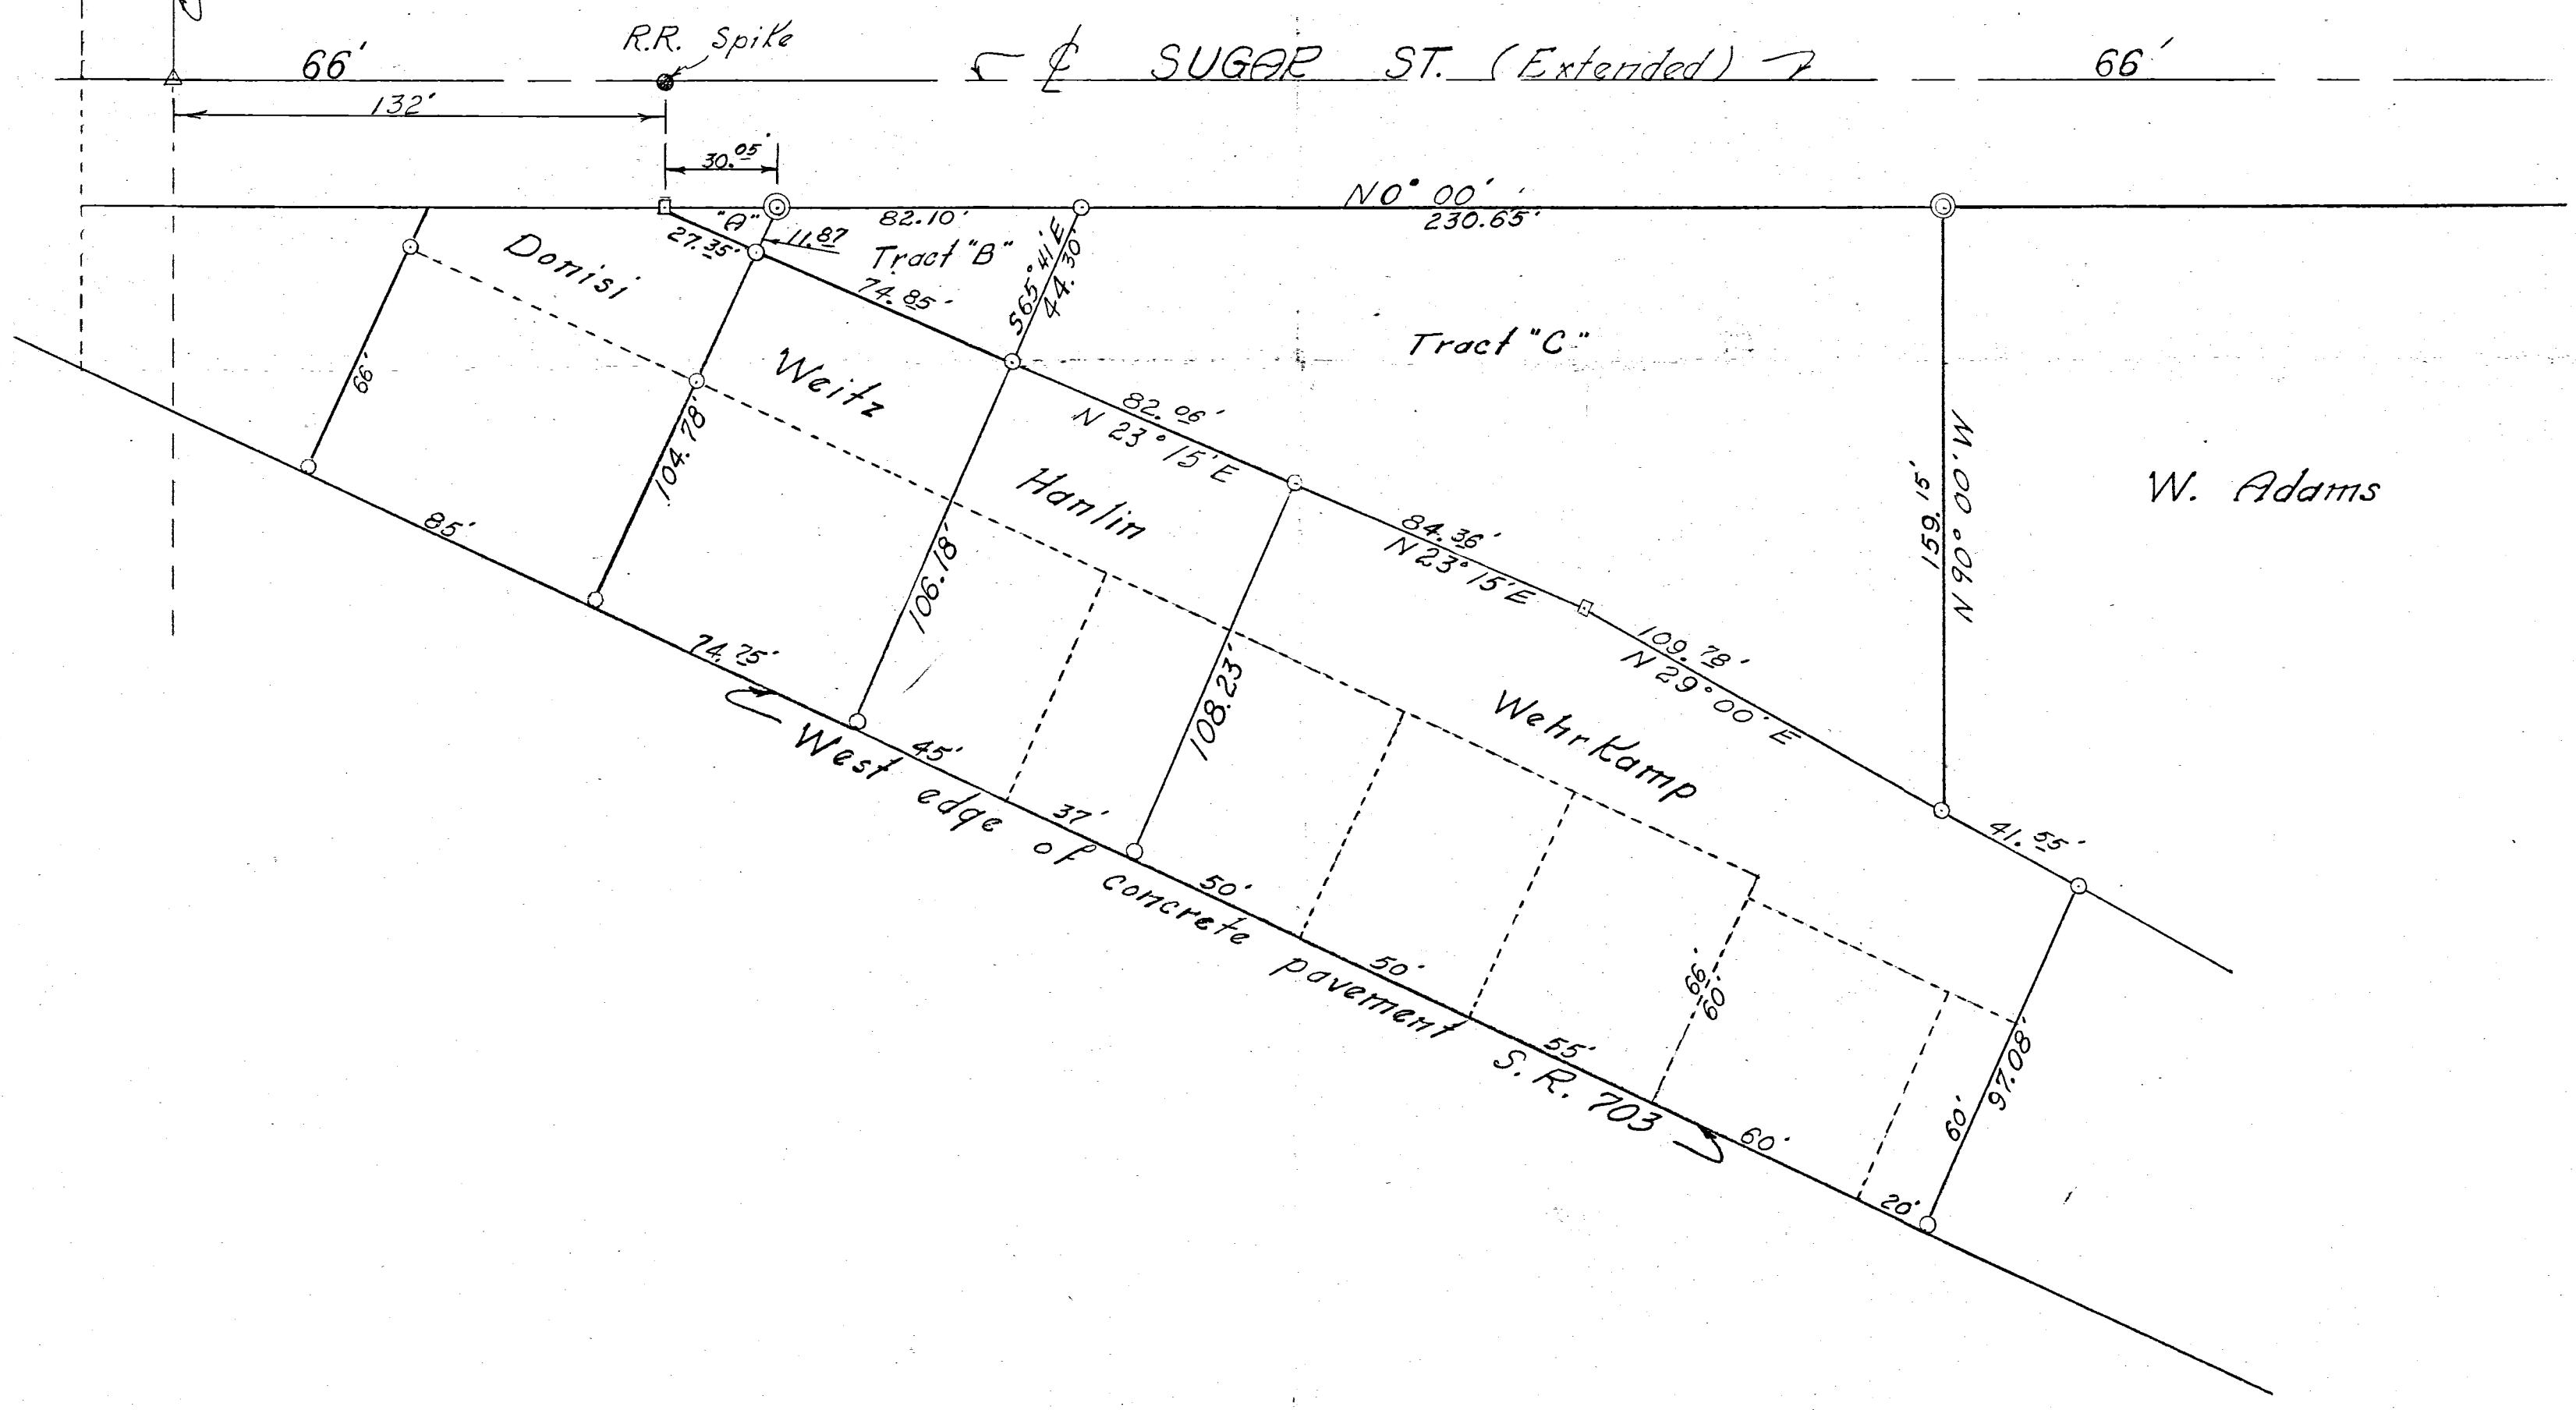 66'
R.R. Spike
℄ SUGAR ST. (Extended)
66'
132'
30.05'
N 0° 00'
230.65'
"A"
82.10'
27.35'
11.87
Tract "B"
S65°41'E
44.30'
Donisi
74.85'
Tract "C"
66'
Weitz
82.06'
N 23° 15' E
104.78'
159.15'
N 90° 00' W
W. Adams
Hanlin
84.36'
N 23° 15' E
85'
106.18'
109.78'
N 29° 00' E
74.75'
108.23'
WehrKamp
45'
37'
41.55'
50'
50'
66'
60'
55'
60'
97.08'
60'
20'
West edge of concrete pavement S.R. 703